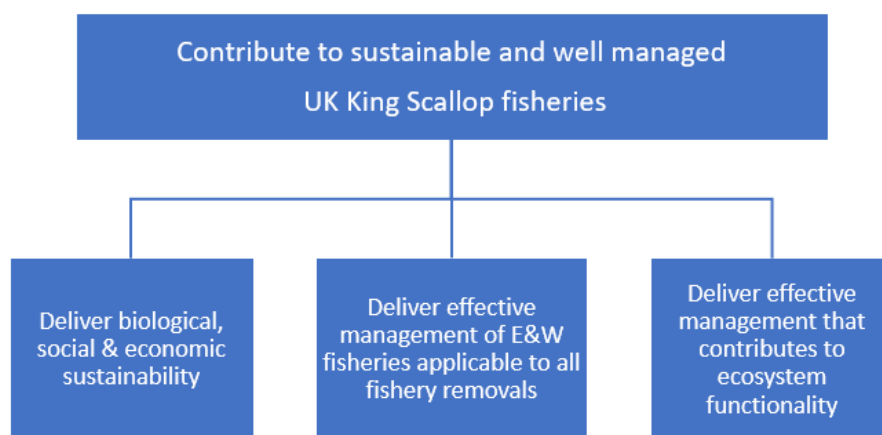 Contribute to sustainable and well managed
UK King Scallop fisheries
Deliver biological,
social & economic
sustainability
Deliver effective
management of E&W
fisheries applicable to all
fishery removals
Deliver effective
management that
contributes to
ecosystem
functionality